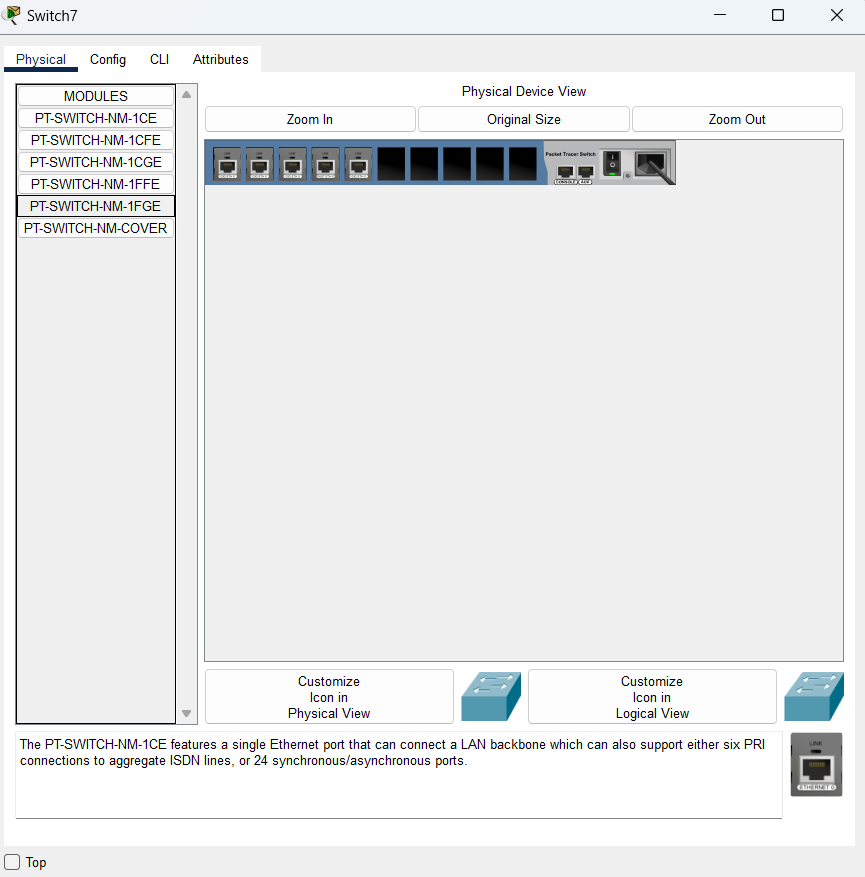 Switch7
Physical Config CLI Attributes
MODULES
PT-SWITCH-NM-1CE
PT-SWITCH-NM-1CFE
PT-SWITCH-NM-1CGE
PT-SWITCH-NM-1FFE
PT-SWITCH-NM-1FGE
PT-SWITCH-NM-COVER
Physical Device View
Zoom In Original Size Zoom Out
Packet Tracer Switch
CONSOLE AUX
Customize
Icon in
Physical View
Customize
Icon in
Logical View
The PT-SWITCH-NM-1CE features a single Ethernet port that can connect a LAN backbone which can also support either six PRI
connections to aggregate ISDN lines, or 24 synchronous/asynchronous ports.
LINK
ETHERNET 0
Top